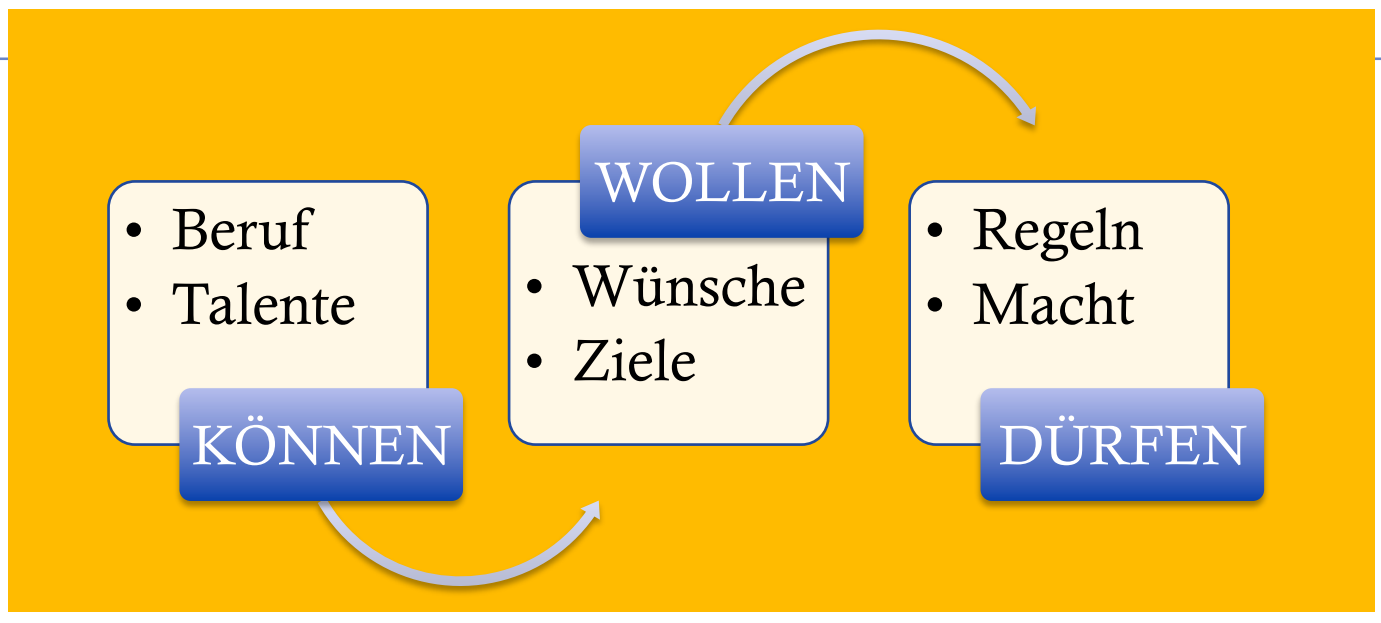 • Beruf
• Talente
KÖNNEN
WOLLEN
• Wünsche
• Ziele
• Regeln
• Macht
DÜRFEN